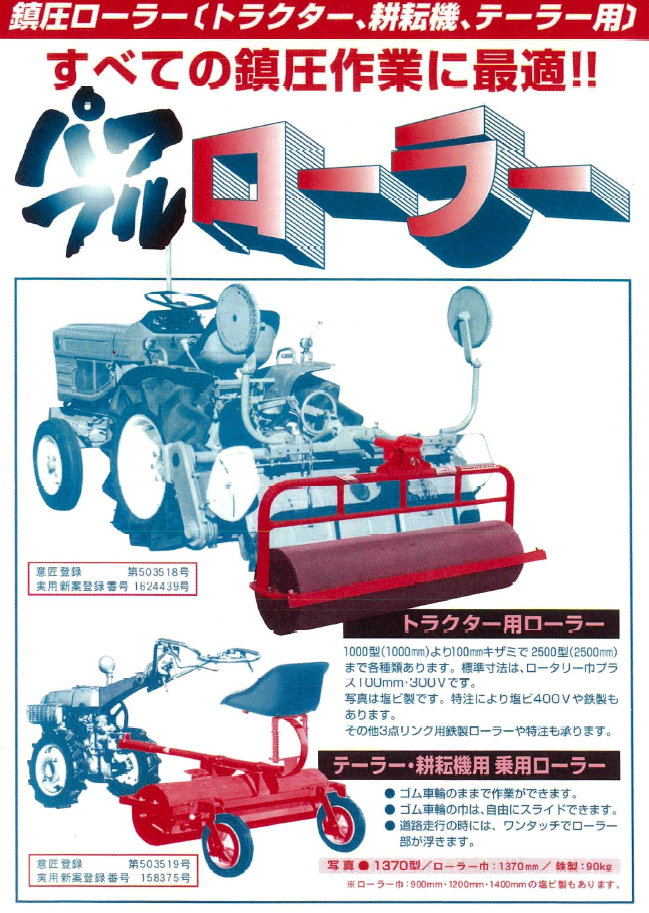 鎮圧ローラー〔トラクター、耕耘機、テーラー用〕
すべての鎮圧作業に最適!!
パワフル
ローラー
意匠登録 第503518号
実用新案登録番号 1624439号
トラクター用ローラー
1000型(1000mm)より100mmキザミで2500型(2500mm)
まで各種類あります。標準寸法は、ロータリー巾プラ
ス100mm・300Vです。
写真は塩ビ製です。特注により塩ビ400Vや鉄製も
あります。
その他3点リンク用鉄製ローラーや特注も承ります。
テーラー・耕耘機用 乗用ローラー
● ゴム車輪のままで作業ができます。
● ゴム車輪の巾は、自由にスライドできます。
● 道路走行の時には、ワンタッチでローラー
部が浮きます。
意匠登録 第503519号
実用新案登録番号 158375号
写真●1370型/ローラー巾:1370mm/鉄製:90kg
※ローラー巾:900mm・1200mm・1400mmの塩ビ製もあります。